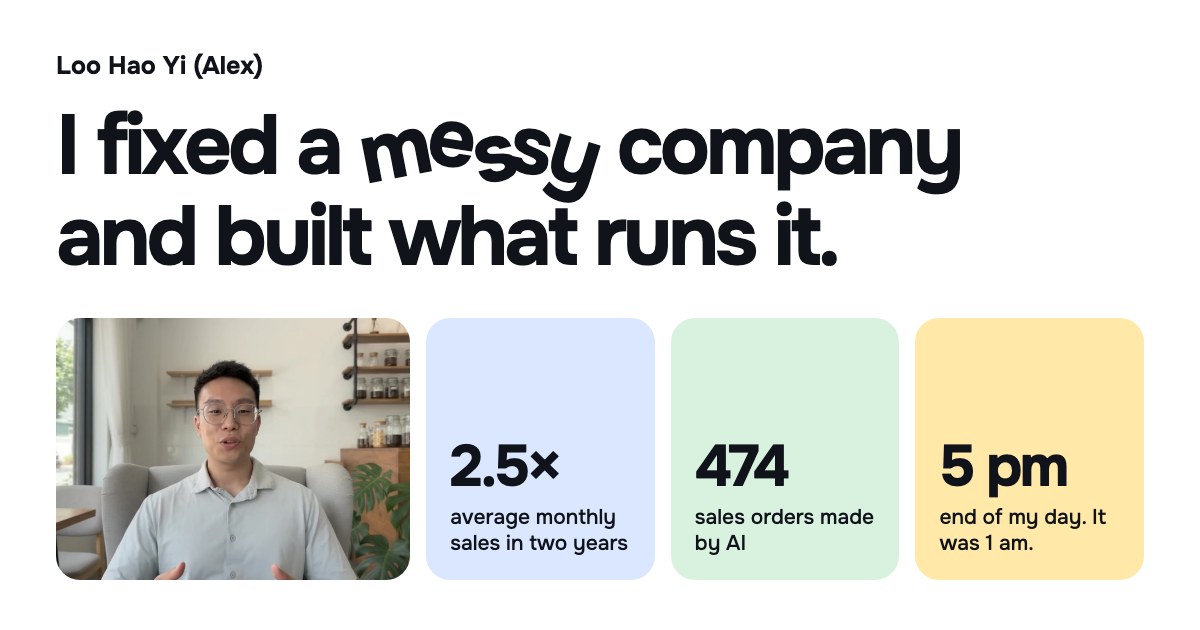 Loo Hao Yi (Alex)
I fixed a messy company
and built what runs it.
2.5×
average monthly
sales in two years
474
sales orders made
by AI
5 pm
end of my day. It
was 1 am.